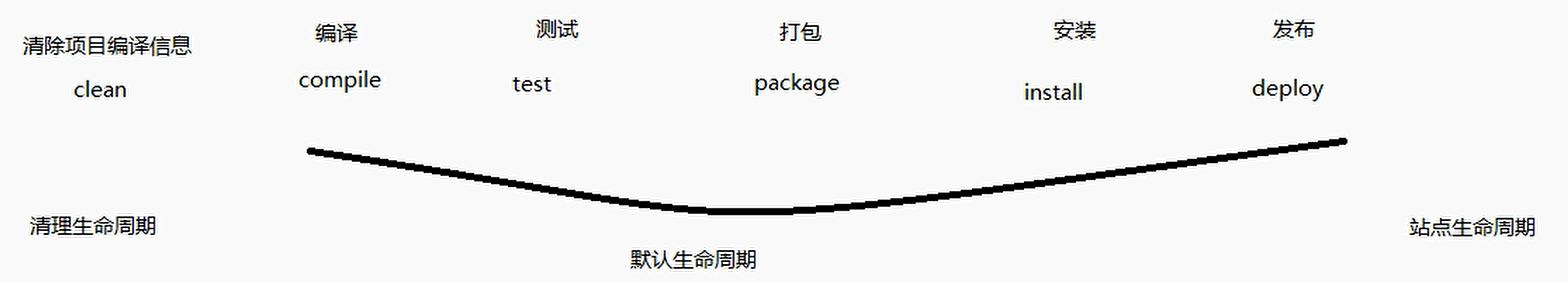 清除项目编译信息
clean
编译
compile
测试
test
打包
package
安装
install
发布
deploy
清理生命周期
默认生命周期
站点生命周期